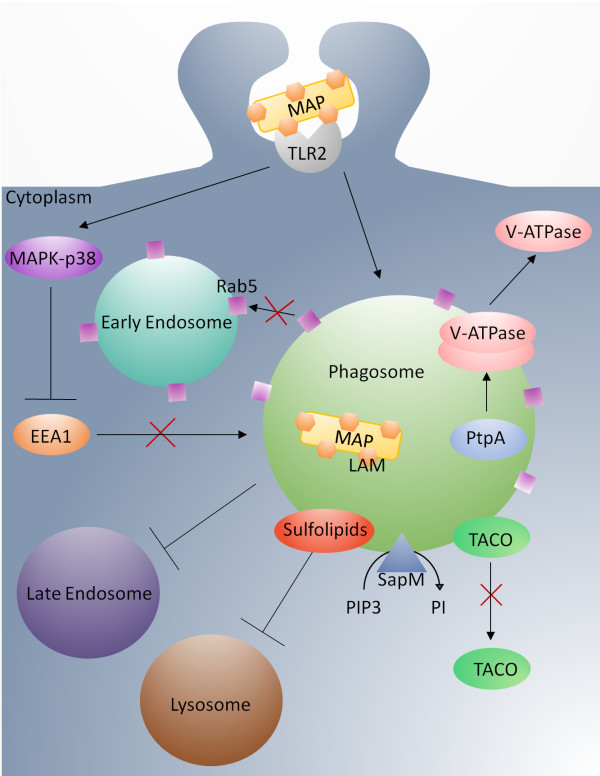 MAP
TLR2
Cytoplasm
V-ATPase
MAPK-p38
Rab5
Early Endosome
V-ATPase
Phagosome
EEA1
MAP
LAM
PtpA
Sulfolipids
TACO
SapM
Late Endosome
PIP3
PI
TACO
Lysosome